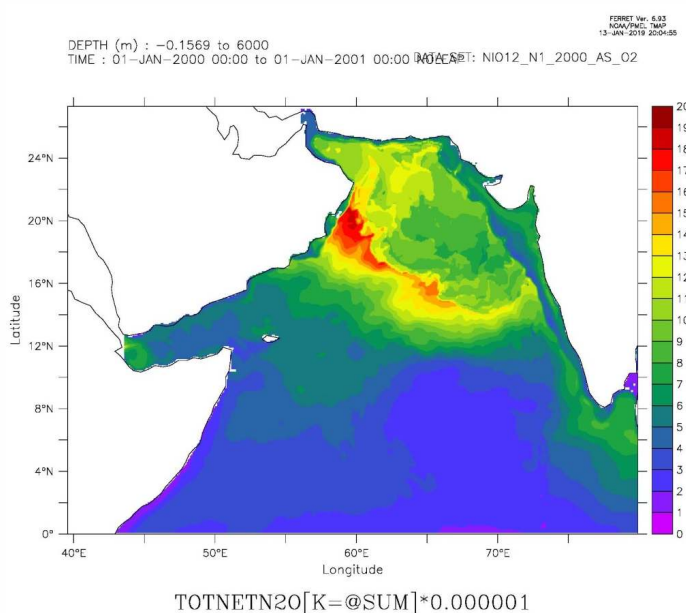 FERRET Ver. 6.93
NOAA/PMEL TMAP
13-JAN-2019 20:04:55
DEPTH (m) : -0.1569 to 6000
TIME : 01-JAN-2000 00:00 to 01-JAN-2001 00:00 NOLEAP
DATA SET: NIO12_N1_2000_AS_O2
24°N
20°N
16°N
12°N
8°N
4°N
0°
Latitude
40°E 50°E 60°E 70°E
Longitude
20
19
18
17
16
15
14
13
12
11
10
9
8
7
6
5
4
3
2
1
0
TOTNETN2O[K=@SUM]*0.000001